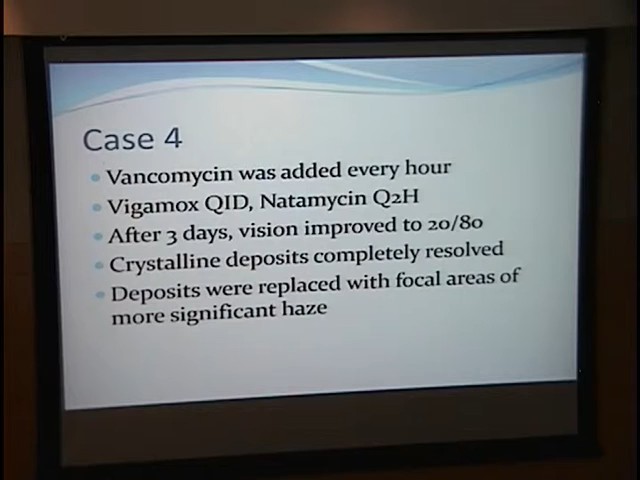 Case 4
Vancomycin was added every hour
Vigamox QID, Natamycin Q2H
After 3 days, vision improved to 20/80
Crystalline deposits completely resolved
Deposits were replaced with focal areas of
more significant haze